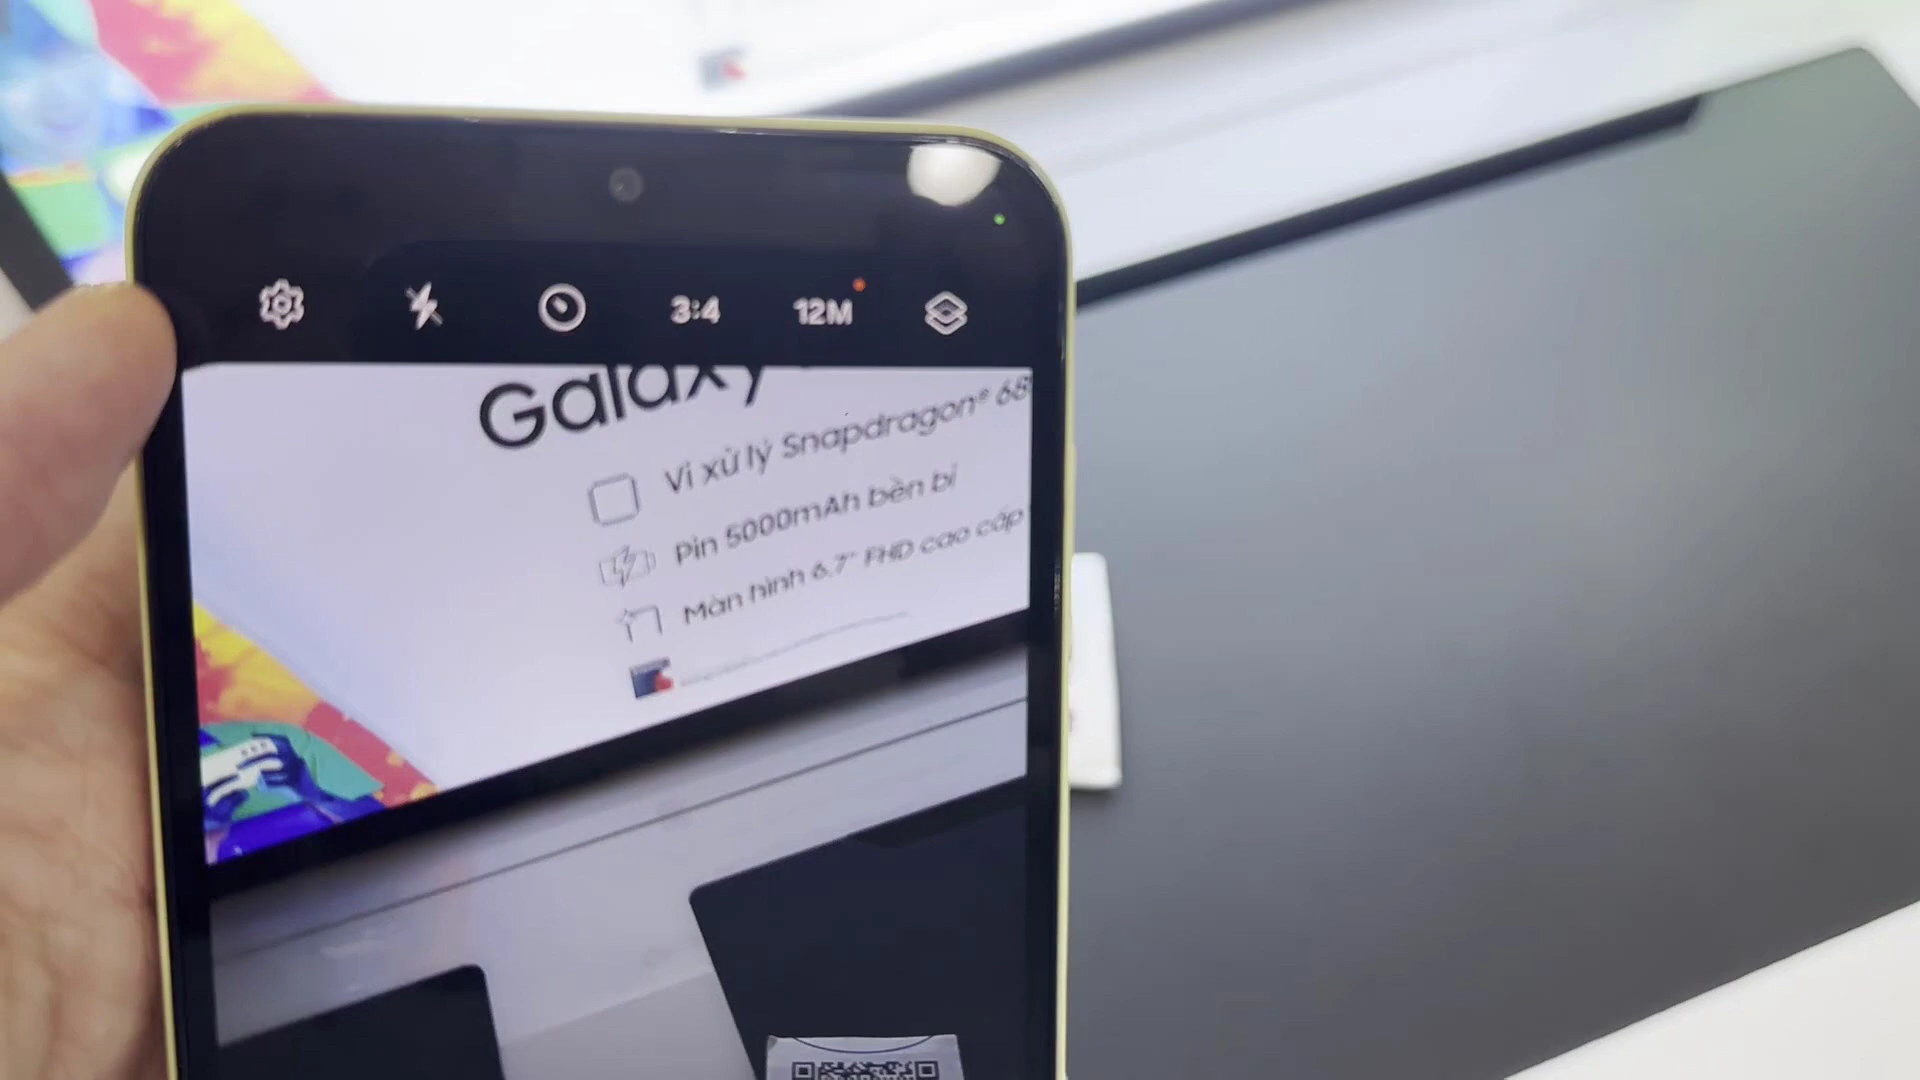 3:4 12M
Galaxy
Vi xử lý Snapdragon® 68
Pin 5000mAh bền bỉ
Màn hình 6.7" FHD cao cấp